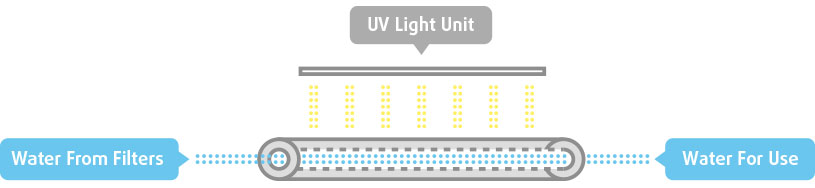 UV Light Unit
Water From Filters
Water For Use